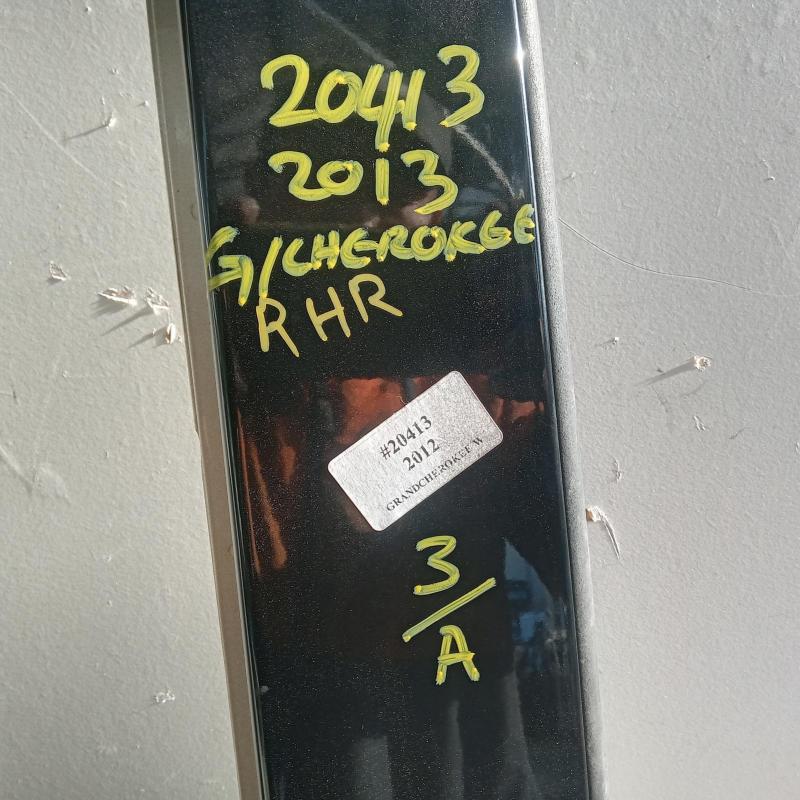 20413
2013
G/CHEROKEE
RHR
#20413
2012
GRANDCHEROKEE W
3/A